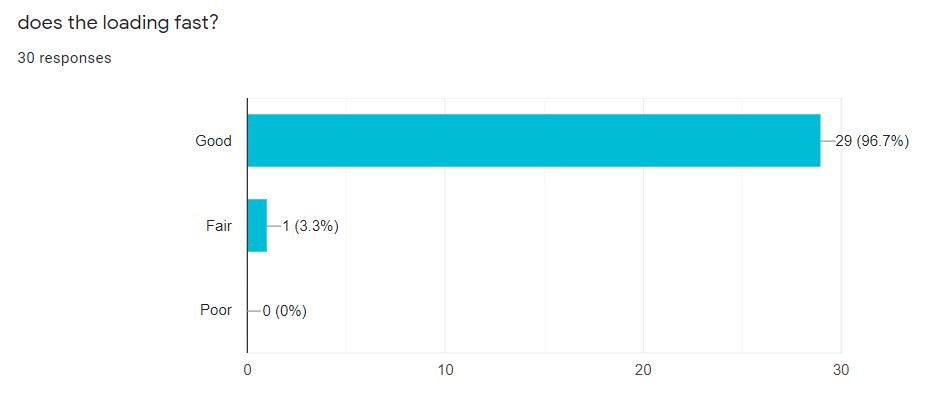 does the loading fast?
30 responses
Good
29 (96.7%)
Fair
1 (3.3%)
Poor
0 (0%)
0
10
20
30